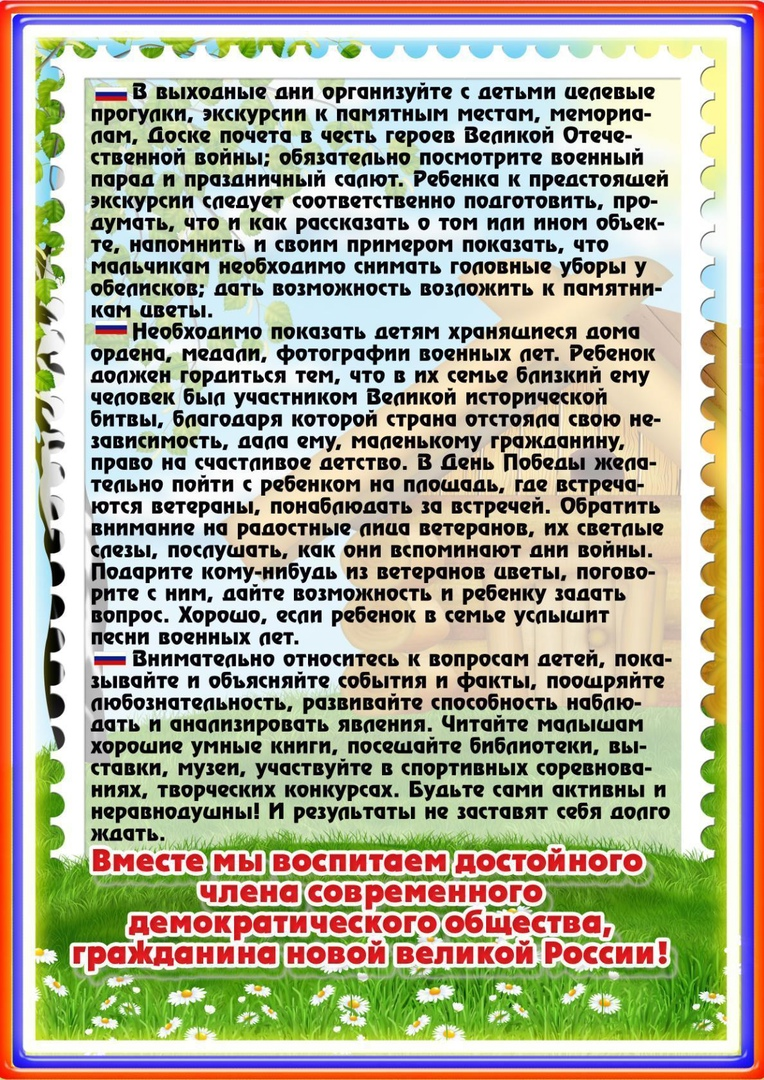 В выходные дни организуйте с детьми целевые
прогулки, экскурсии к памятным местам, мемориа-
лам, Доске почета в честь героев Великой Отече-
ственной войны; обязательно посмотрите военный
парад и праздничный салют. Ребенка к предстоящей
экскурсии следует соответственно подготовить, про-
думать, что и как рассказать о том или ином объек-
те, напомнить и своим примером показать, что
мальчикам необходимо снимать головные уборы у
обелисков; дать возможность возложить к памятни-
кам цветы.
Необходимо показать детям хранящиеся дома
ордена, медали, фотографии военных лет. Ребенок
должен гордиться тем, что в их семье близкий ему
человек был участником Великой исторической
битвы, благодаря которой страна отстояла свою не-
зависимость, дала ему, маленькому гражданину,
право на счастливое детство. В День Победы жела-
тельно пойти с ребенком на площадь, где встреча-
ются ветераны, понаблюдать за встречей. Обратить
внимание на радостные лица ветеранов, их светлые
слезы, послушать, как они вспоминают дни войны.
Подарите кому-нибудь из ветеранов цветы, погово-
рите с ним, дайте возможность и ребенку задать
вопрос. Хорошо, если ребенок в семье услышит
песни военных лет.
Внимательно относитесь к вопросам детей, пока-
зывайте и объясняйте события и факты, поощряйте
любознательность, развивайте способность наблю-
дать и анализировать явления. Читайте малышам
хорошие умные книги, посещайте библиотеки, вы-
ставки, музеи, участвуйте в спортивных соревнова-
ниях, творческих конкурсах. Будьте сами активны и
неравнодушны! И результаты не заставят себя долго
ждать.
Вместе мы воспитаем достойного
члена современного
демократического общества,
гражданина новой великой России!